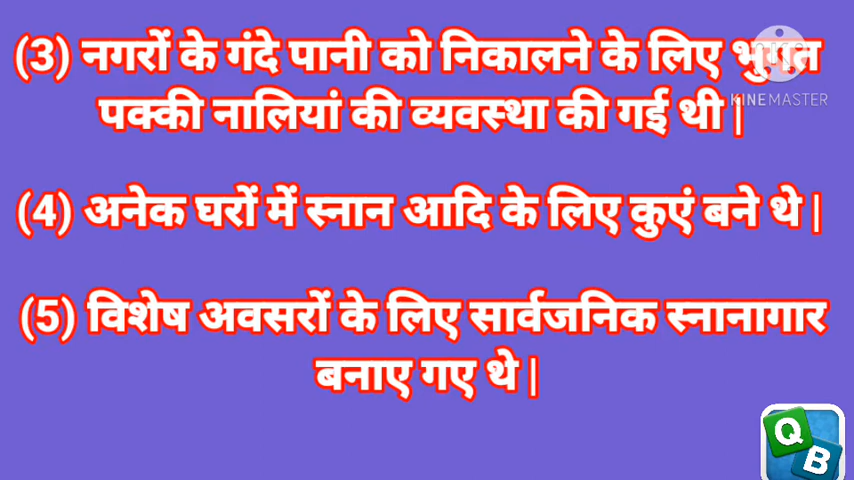 (3) नगरों के गंदे पानी को निकालने के लिए
KINEMASTER
पक्की नालियां की व्यवस्था की गई थी |
(4) अनेक घरों में स्नान आदि के लिए कुएं बने थे |
(5) विशेष अवसरों के लिए सार्वजनिक स्नानागार
बनाए गए थे |
Q
B